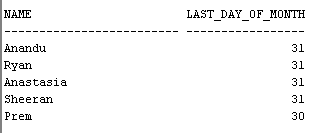 NAME                      LAST_DAY_OF_MONTH
------------------------- -----------------
Anandu                                   31
Ryan                                     31
Anastasia                                31
Sheeran                                  31
Prem                                     30